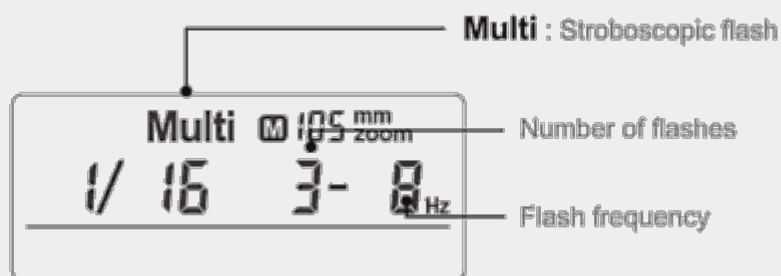 Multi : Stroboscopic flash
Multi M 105 mm zoom
Number of flashes
1/ 16 3- 8 Hz
Flash frequency